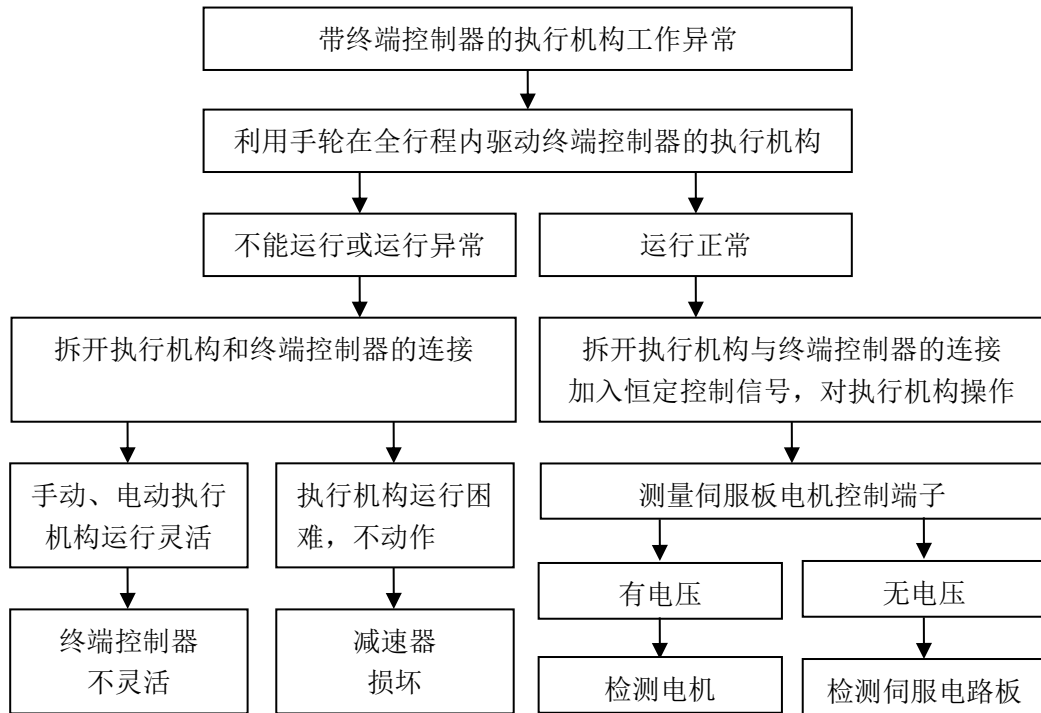 带终端控制器的执行机构工作异常
利用手轮在全行程内驱动终端控制器的执行机构
不能运行或运行异常
运行正常
拆开执行机构和终端控制器的连接
拆开执行机构与终端控制器的连接
加入恒定控制信号，对执行机构操作
手动、电动执行
机构运行灵活
执行机构运行困
难，不动作
测量伺服板电机控制端子
有电压
无电压
终端控制器
不灵活
减速器
损坏
检测电机
检测伺服电路板